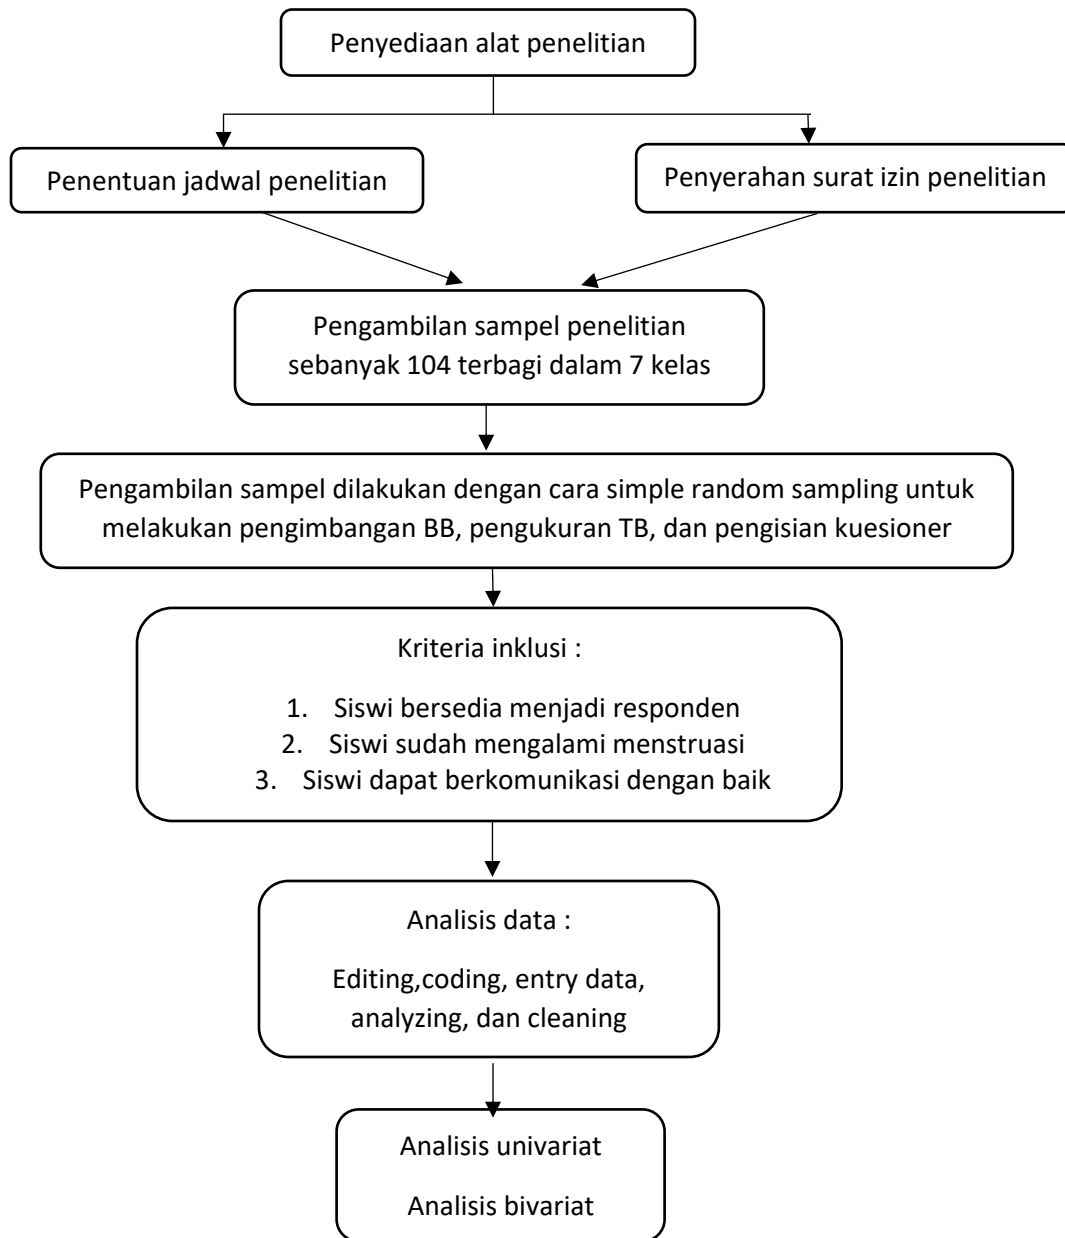 Penyediaan alat penelitian
Penentuan jadwal penelitian
Penyerahan surat izin penelitian
Pengambilan sampel penelitian
sebanyak 104 terbagi dalam 7 kelas
Pengambilan sampel dilakukan dengan cara simple random sampling untuk
melakukan pengimbangan BB, pengukuran TB, dan pengisian kuesioner
Kriteria inklusi :
1. Siswi bersedia menjadi responden
2. Siswi sudah mengalami menstruasi
3. Siswi dapat berkomunikasi dengan baik
Analisis data :
Editing,coding, entry data,
analyzing, dan cleaning
Analisis univariat
Analisis bivariat